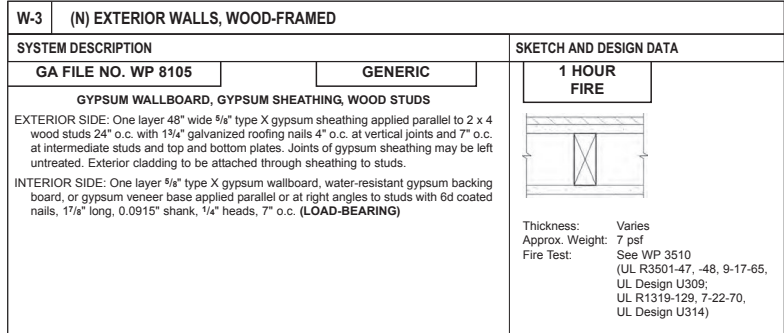 W-3 (N) EXTERIOR WALLS, WOOD-FRAMED
SYSTEM DESCRIPTION
SKETCH AND DESIGN DATA
GA FILE NO. WP 8105
GENERIC
1 HOUR
FIRE
GYPSUM WALLBOARD, GYPSUM SHEATHING, WOOD STUDS
EXTERIOR SIDE: One layer 48" wide 5/8" type X gypsum sheathing applied parallel to 2 x 4
wood studs 24" o.c. with 13/4" galvanized roofing nails 4" o.c. at vertical joints and 7" o.c.
at intermediate studs and top and bottom plates. Joints of gypsum sheathing may be left
untreated. Exterior cladding to be attached through sheathing to studs.
INTERIOR SIDE: One layer 5/8" type X gypsum wallboard, water-resistant gypsum backing
board, or gypsum veneer base applied parallel or at right angles to studs with 6d coated
nails, 17/8" long, 0.0915" shank, 1/4" heads, 7" o.c. (LOAD-BEARING)
Thickness: Varies
Approx. Weight: 7 psf
Fire Test: See WP 3510
(UL R3501-47, -48, 9-17-65,
UL Design U309;
UL R1319-129, 7-22-70,
UL Design U314)